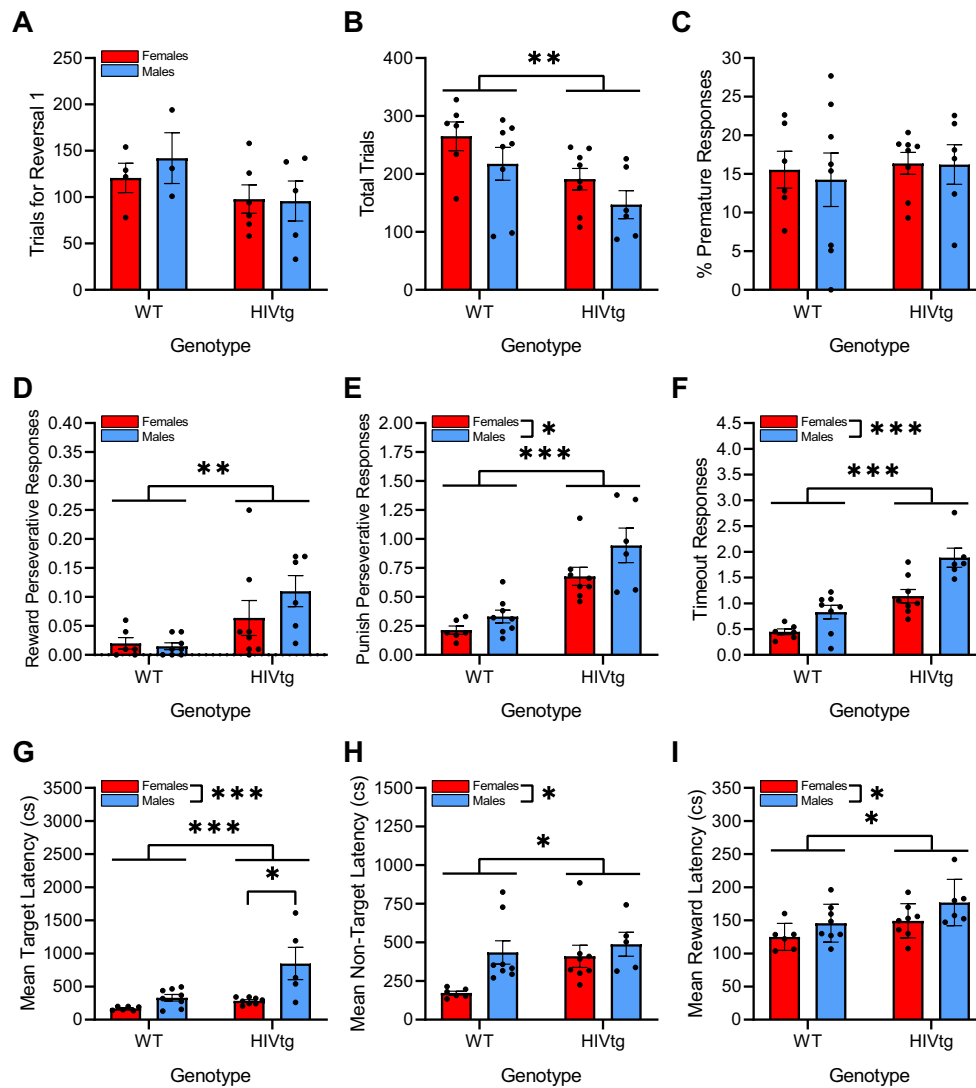 A
Trials for Reversal 1
250
200
150
100
50
0
Females
Males
WT
HIVtg
Genotype
B
Total Trials
400
300
200
100
0
**
WT
HIVtg
Genotype
C
% Premature Responses
30
25
20
15
10
5
0
WT
HIVtg
Genotype
D
Reward Perseverative Responses
0.40
0.35
0.30
0.25
0.20
0.15
0.10
0.05
0.00
Females
Males
**
WT
HIVtg
Genotype
E
Punish Perseverative Responses
2.00
1.75
1.50
1.25
1.00
0.75
0.50
0.25
0.00
Females
Males
*
***
WT
HIVtg
Genotype
F
Timeout Responses
4.5
4.0
3.5
3.0
2.5
2.0
1.5
1.0
0.5
0.0
Females
Males
***
***
WT
HIVtg
Genotype
G
Mean Target Latency (cs)
3500
3000
2500
2000
1500
1000
500
0
Females
Males
***
***
*
WT
HIVtg
Genotype
H
Mean Non-Target Latency (cs)
1500
1250
1000
750
500
250
0
Females
Males
*
*
WT
HIVtg
Genotype
I
Mean Reward Latency (cs)
350
300
250
200
150
100
50
0
Females
Males
*
*
WT
HIVtg
Genotype